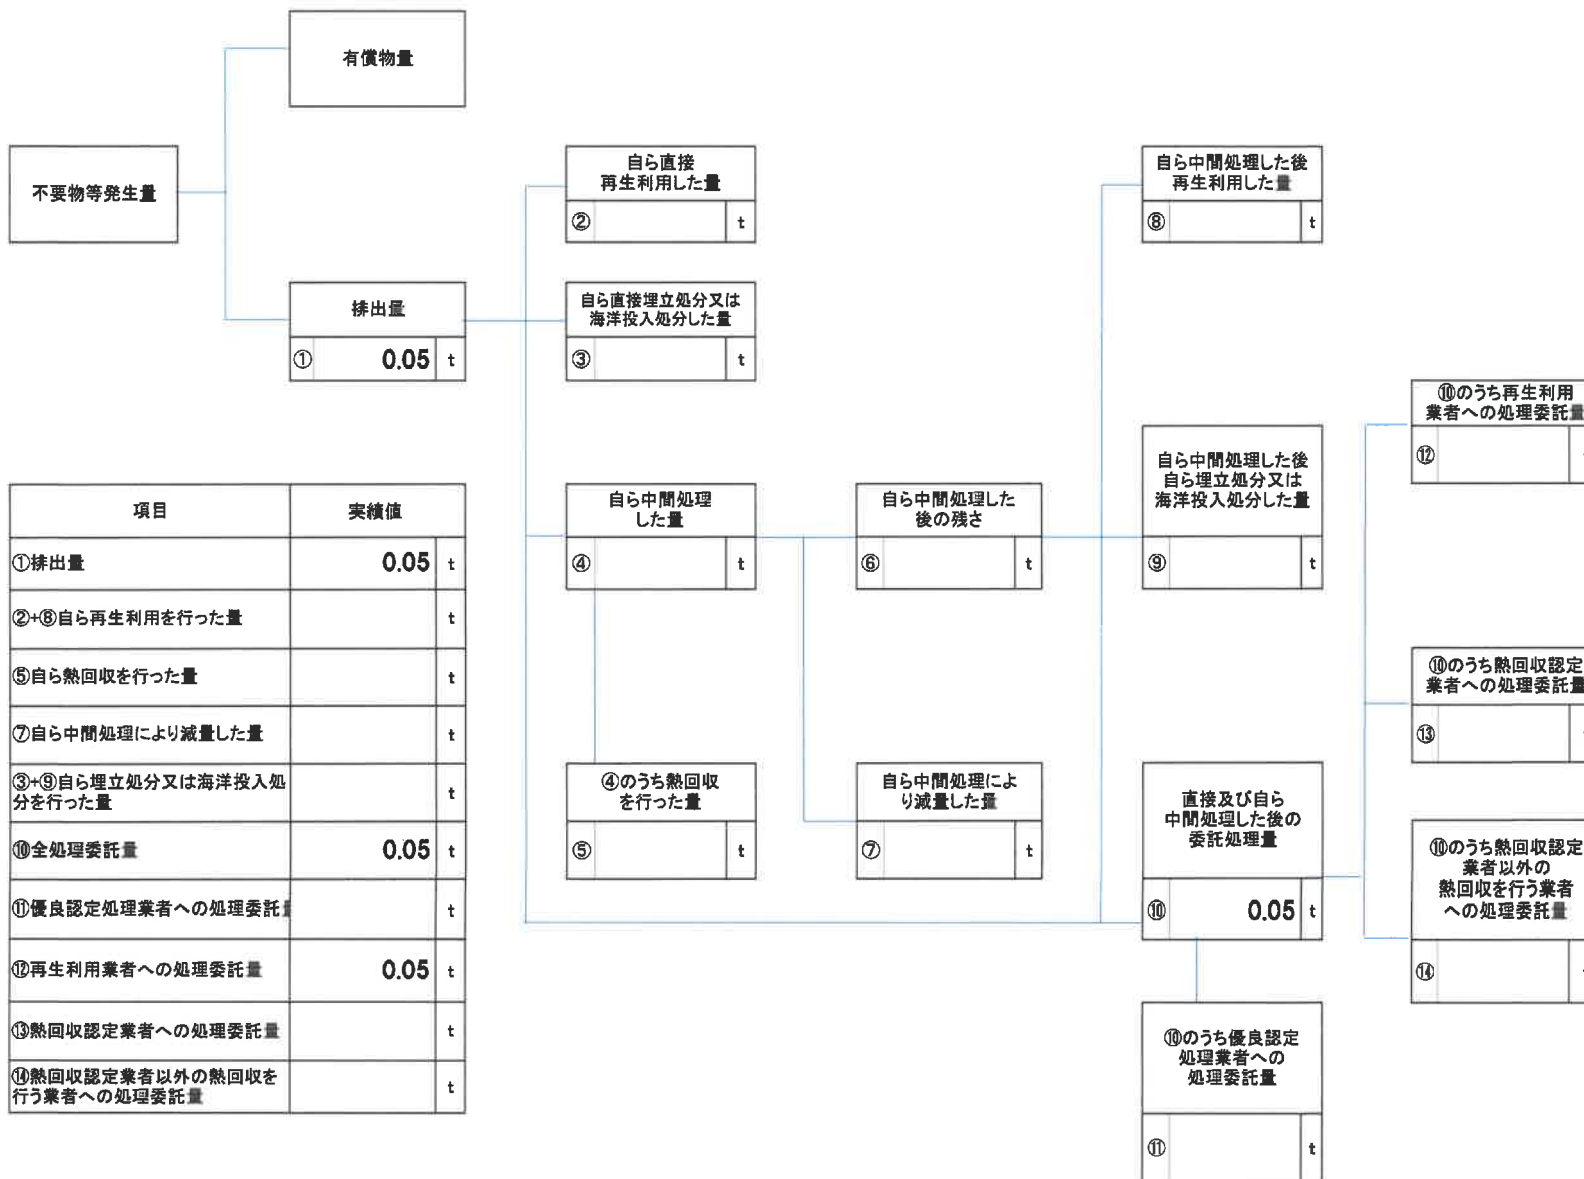 有償物量
不要物等発生量
排出量
① 0.05 t
自ら直接
再生利用した量
② t
自ら直接埋立処分又は
海洋投入処分した量
③ t
自ら中間処理した後
再生利用した量
⑧ t
自ら中間処理
した量
④ t
自ら中間処理した
後の残さ
⑥ t
自ら中間処理した後
自ら埋立処分又は
海洋投入処分した量
⑨ t
④のうち熱回収
を行った量
⑤ t
自ら中間処理によ
り減量した量
⑦ t
直接及び自ら
中間処理した後の
委託処理量
⑩ 0.05 t
⑩のうち優良認定
処理業者への
処理委託量
⑪ t
⑩のうち再生利用
業者への処理委託量
⑫
⑩のうち熱回収認定
業者への処理委託量
⑬
⑩のうち熱回収認定
業者以外の
熱回収を行う業者
への処理委託量
⑭
項目 実績値
①排出量 0.05 t
②+⑧自ら再生利用を行った量 t
⑤自ら熱回収を行った量 t
⑦自ら中間処理により減量した量 t
③+⑨自ら埋立処分又は海洋投入処
分を行った量 t
⑩全処理委託量 0.05 t
⑪優良認定処理業者への処理委託量 t
⑫再生利用業者への処理委託量 0.05 t
⑬熱回収認定業者への処理委託量 t
⑭熱回収認定業者以外の熱回収を
行う業者への処理委託量 t